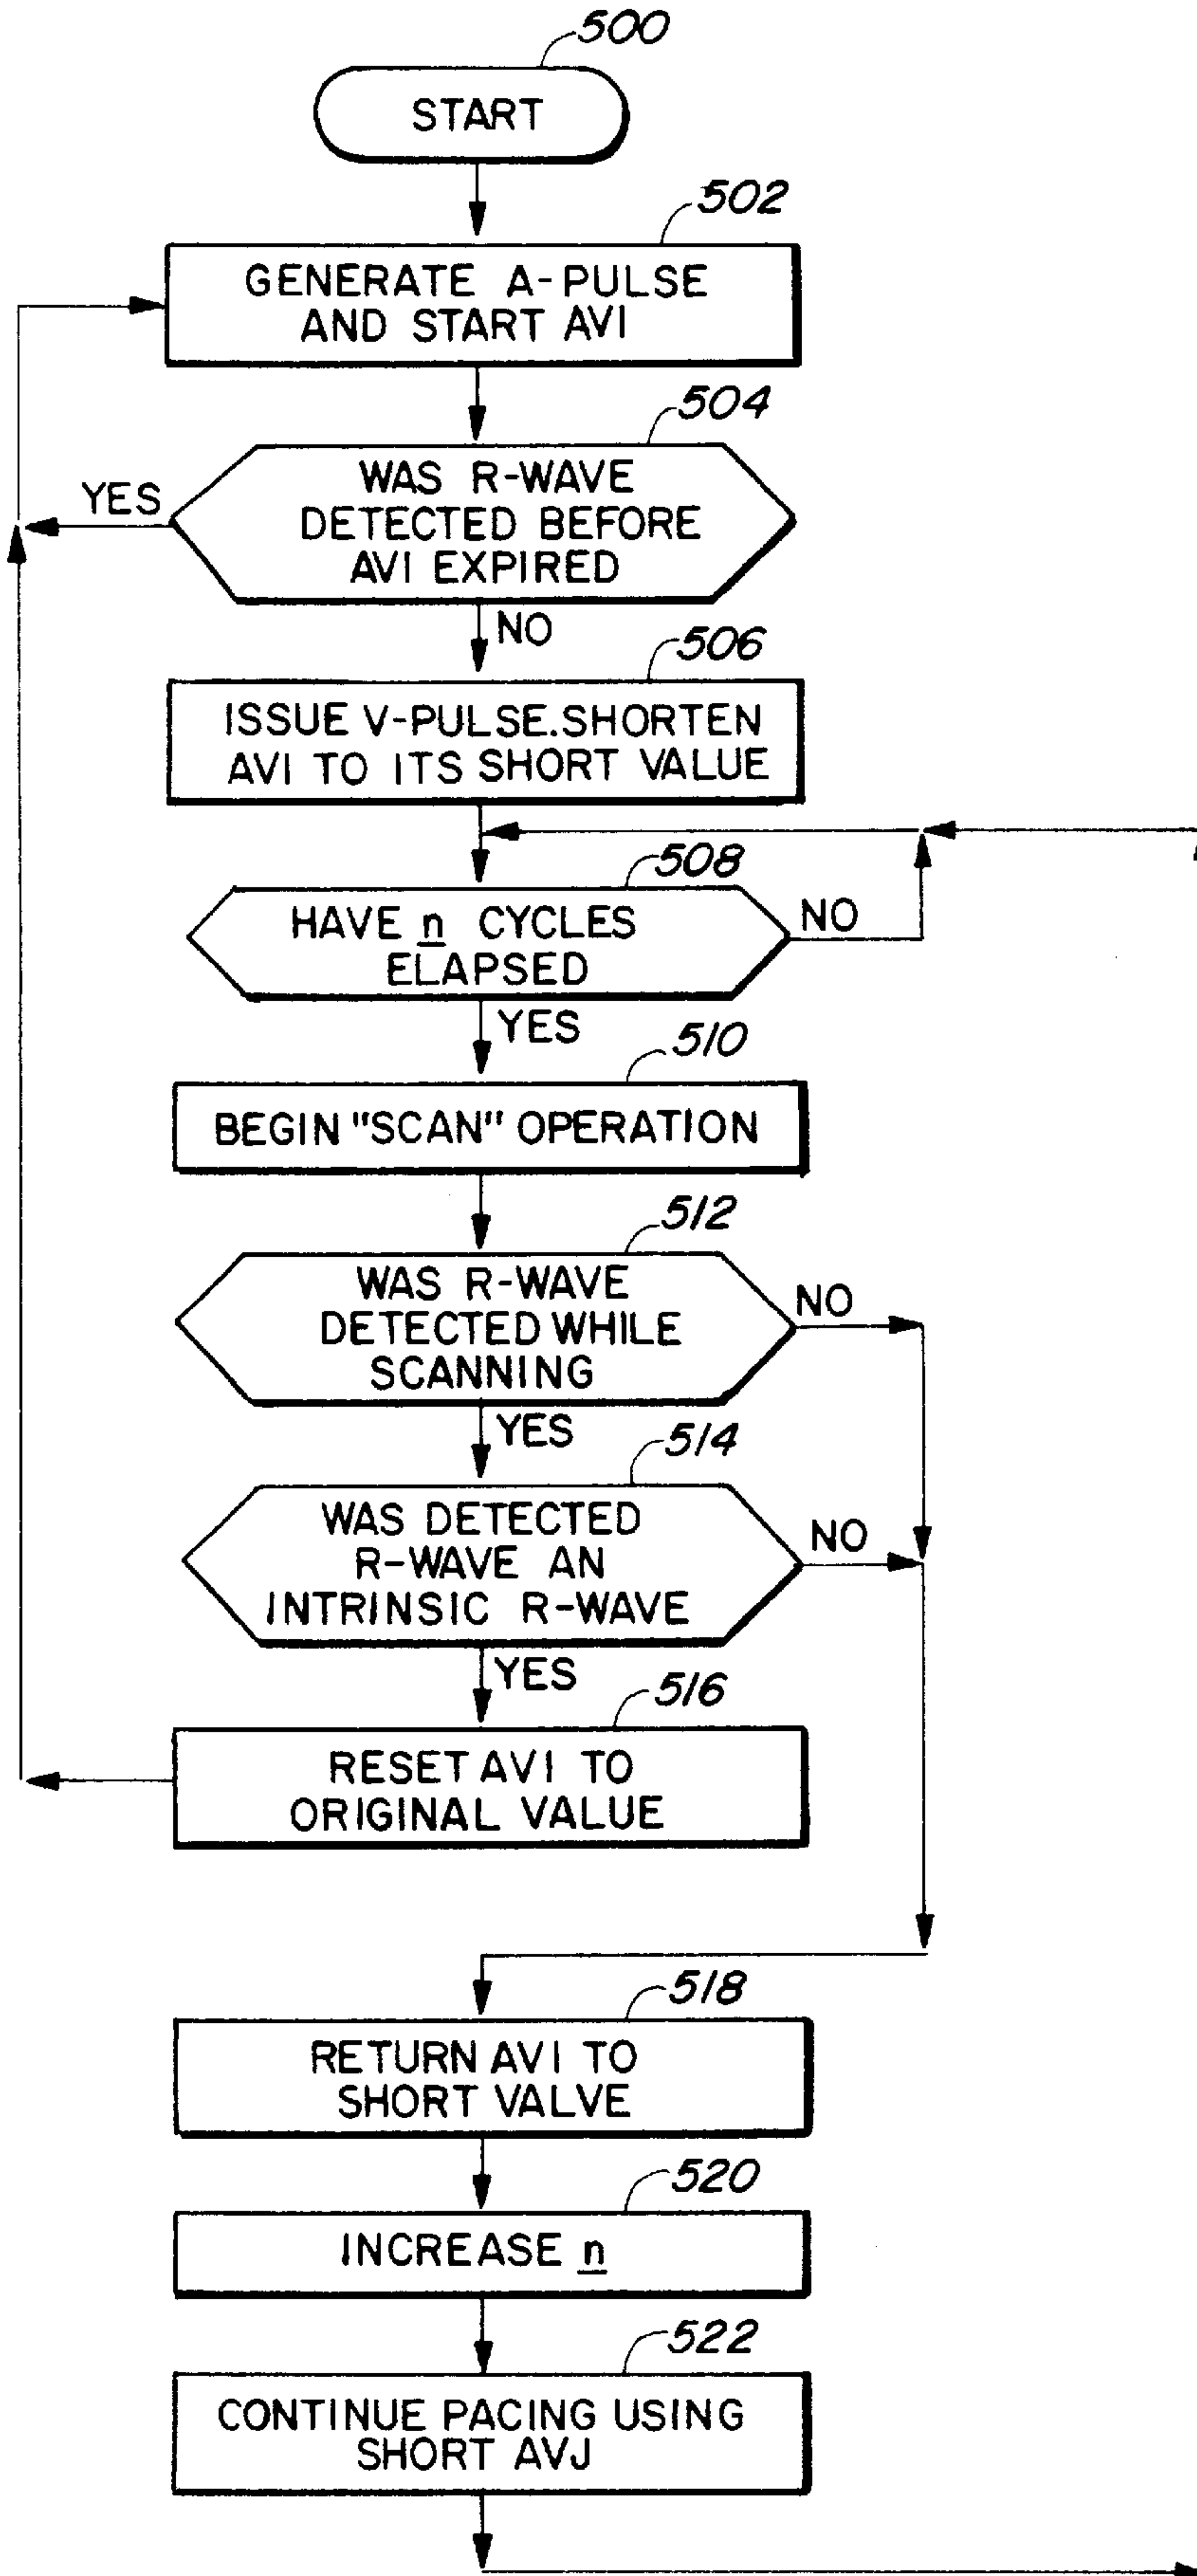 500
START
502
GENERATE A-PULSE
AND START AVI
504
WAS R-WAVE
DETECTED BEFORE
AVI EXPIRED
YES
NO
506
ISSUE V-PULSE.SHORTEN
AVI TO ITS SHORT VALUE
508
HAVE n CYCLES
ELAPSED
NO
YES
510
BEGIN "SCAN" OPERATION
512
WAS R-WAVE
DETECTED WHILE
SCANNING
NO
YES
514
WAS DETECTED
R-WAVE AN
INTRINSIC R-WAVE
NO
YES
516
RESET AVI TO
ORIGINAL VALUE
518
RETURN AVI TO
SHORT VALVE
520
INCREASE n
522
CONTINUE PACING USING
SHORT AVJ